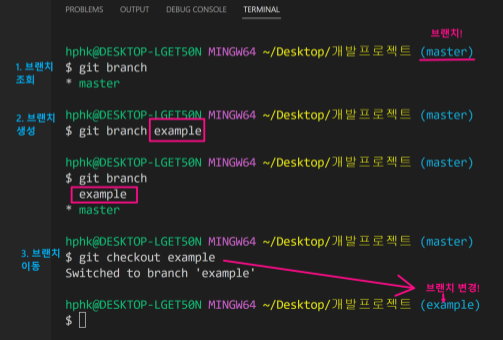 PROBLEMS OUTPUT DEBUG CONSOLE TERMINAL
브랜치!
hphk@DESKTOP-LGET50N MINGW64 ~/Desktop/개발프로젝트 (master)
1. 브랜치 조회
$ git branch
* master
hphk@DESKTOP-LGET50N MINGW64 ~/Desktop/개발프로젝트 (master)
2. 브랜치 생성
$ git branch example
hphk@DESKTOP-LGET50N MINGW64 ~/Desktop/개발프로젝트 (master)
$ git branch
example
* master
hphk@DESKTOP-LGET50N MINGW64 ~/Desktop/개발프로젝트 (master)
3. 브랜치 이동
$ git checkout example
Switched to branch 'example'
브랜치 변경!
hphk@DESKTOP-LGET50N MINGW64 ~/Desktop/개발프로젝트 (example)
$